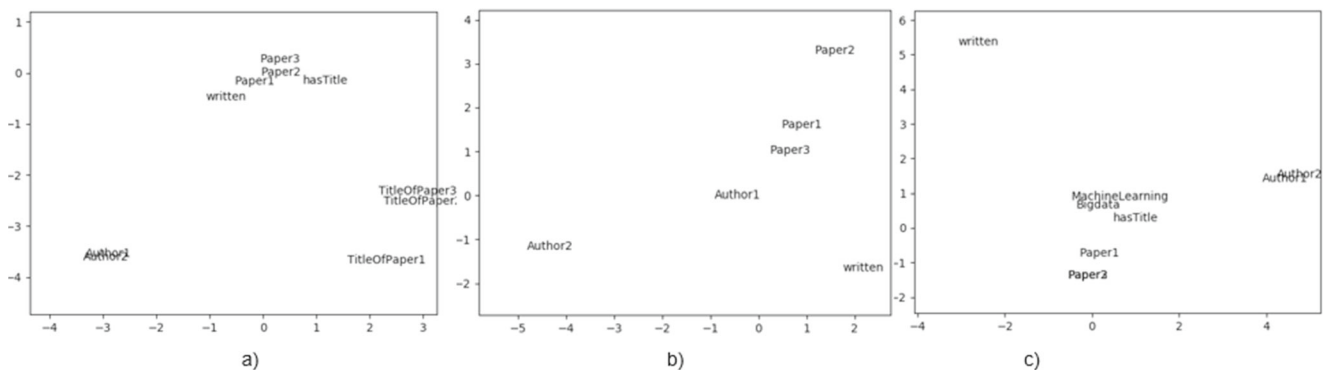 1
0
−1
−2
−3
−4
−4
−3
−2
−1
0
1
2
3
Paper3
Paper2
Paper1
hasTitle
written
TitleOfPaper3
TitleOfPaper.
Author1
Author2
TitleOfPaper1
a)
4
3
2
1
0
−1
−2
−5
−4
−3
−2
−1
0
1
2
Paper2
Paper1
Paper3
Author1
Author2
written
b)
6
5
4
3
2
1
0
−1
−2
−4
−2
0
2
4
written
Author2
Author1
MachineLearning
Bigdata
hasTitle
Paper1
c)